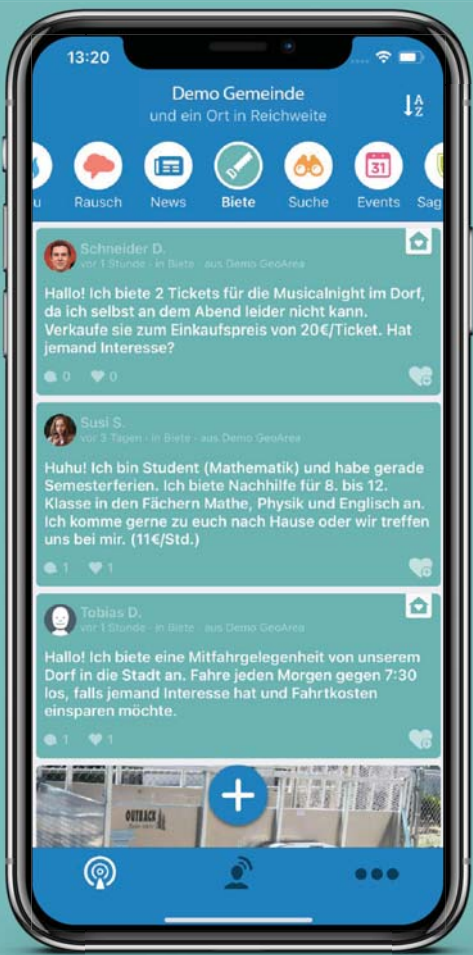 13:20
Demo Gemeinde
und ein Ort in Reichweite
A
Z
u
Rausch
News
Biete
Suche
31
Events
Sag
Schneider D.
vor 1 Stunde - in Biete - aus Demo GeoArea
Hallo! Ich biete 2 Tickets für die Musicalnight im Dorf,
da ich selbst an dem Abend leider nicht kann.
Verkaufe sie zum Einkaufspreis von 20€/Ticket. Hat
jemand Interesse?
0 0
Susi S.
vor 3 Tagen - in Biete - aus Demo GeoArea
Huhu! Ich bin Student (Mathematik) und habe gerade
Semesterferien. Ich biete Nachhilfe für 8. bis 12.
Klasse in den Fächern Mathe, Physik und Englisch an.
Ich komme gerne zu euch nach Hause oder wir treffen
uns bei mir. (11€/Std.)
1 1
Tobias D.
vor 1 Stunde - in Biete - aus Demo GeoArea
Hallo! Ich biete eine Mitfahrgelegenheit von unserem
Dorf in die Stadt an. Fahre jeden Morgen gegen 7:30
los, falls jemand Interesse hat und Fahrtkosten
einsparen möchte.
1 1
OUTBACK